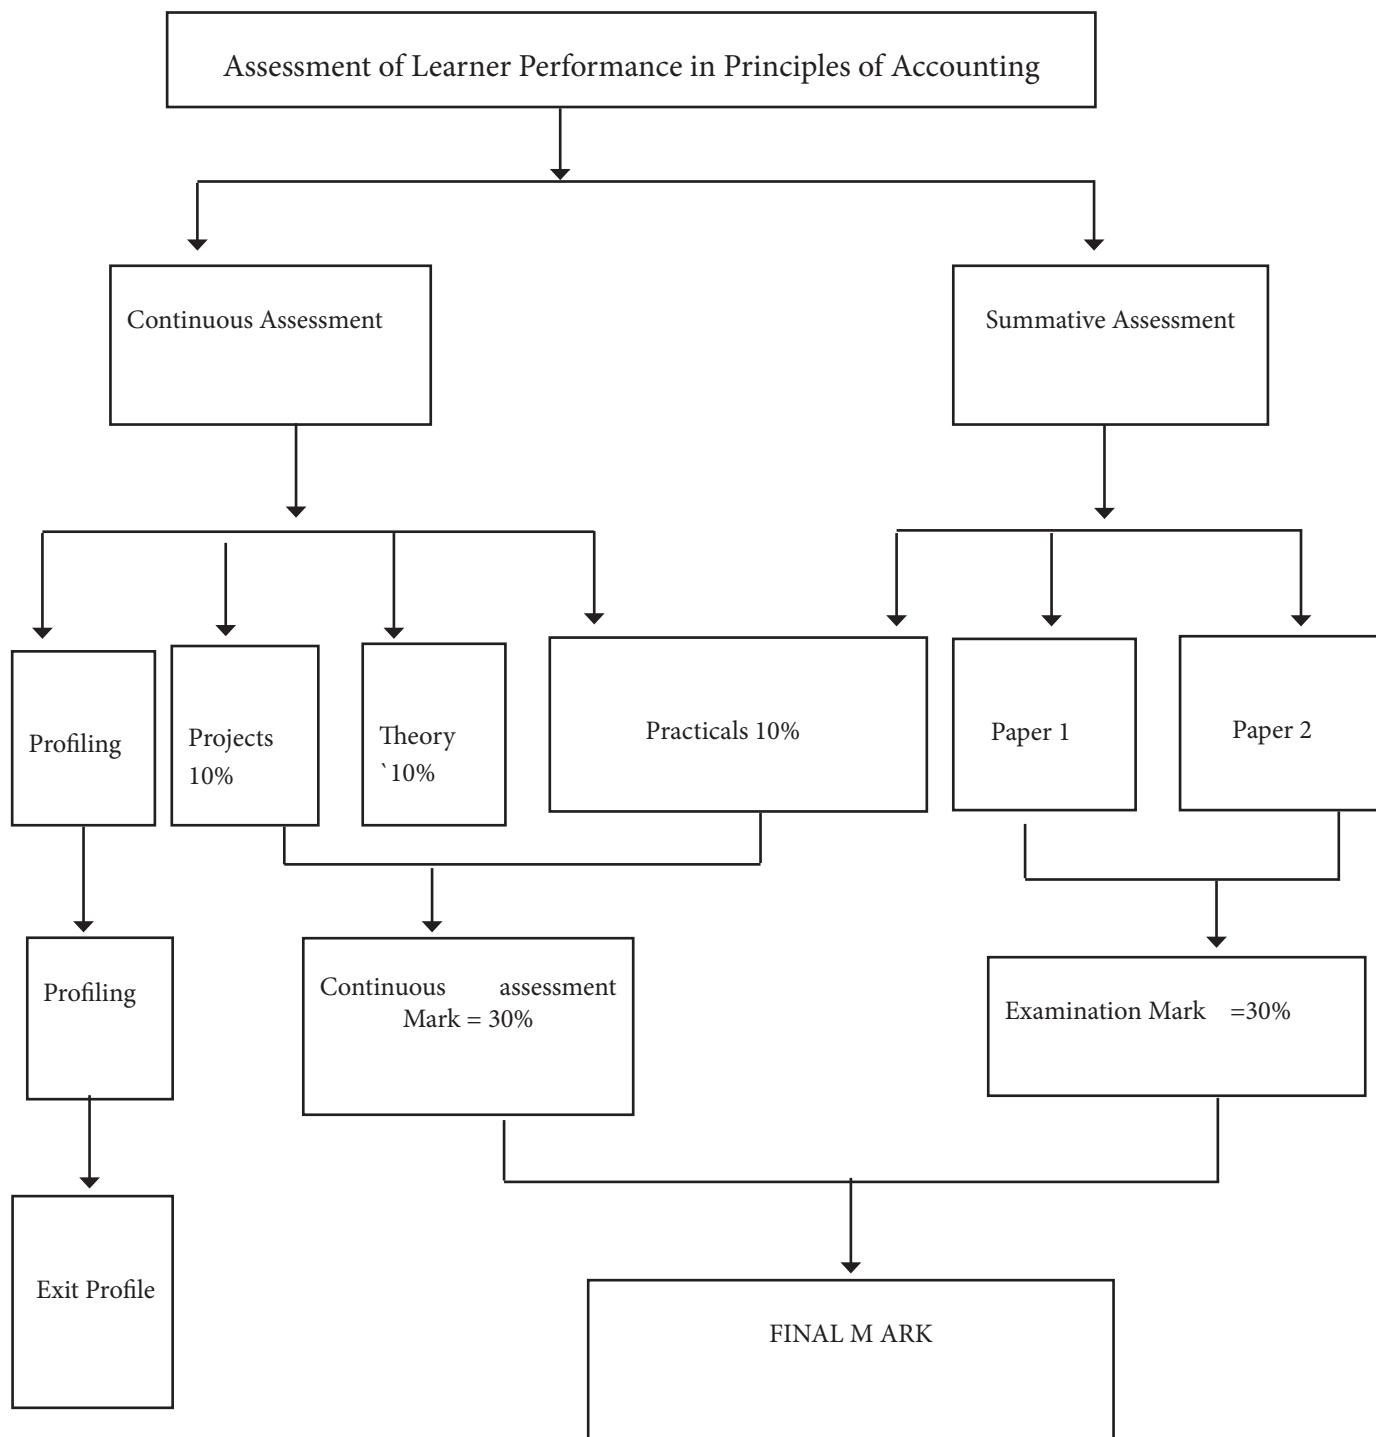 Assessment of Learner Performance in Principles of Accounting
Continuous Assessment
Summative Assessment
Profiling
Projects
10%
Theory
`10%
Practicals 10%
Paper 1
Paper 2
Profiling
Continuous assessment
Mark = 30%
Examination Mark =30%
Exit Profile
FINAL M ARK